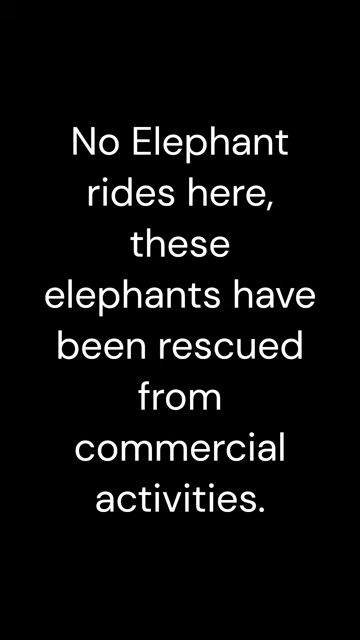 No Elephant
rides here,
these
elephants have
been rescued
from
commercial
activities.